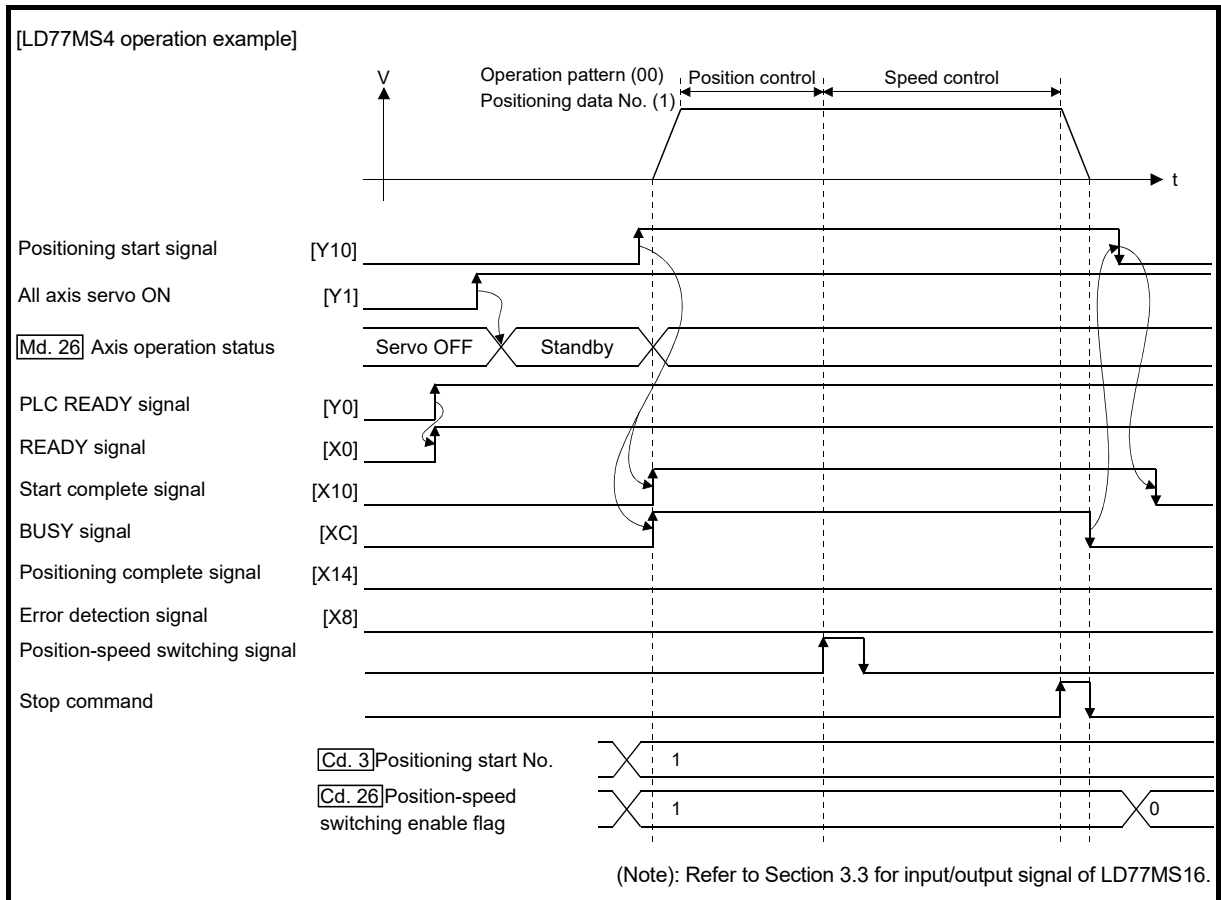 [LD77MS4 operation example]
V
Operation pattern (00)
Positioning data No. (1)
Position control
Speed control
t
Positioning start signal [Y10]
All axis servo ON [Y1]
Md. 26 Axis operation status Servo OFF Standby
PLC READY signal [Y0]
READY signal [X0]
Start complete signal [X10]
BUSY signal [XC]
Positioning complete signal [X14]
Error detection signal [X8]
Position-speed switching signal
Stop command
Cd. 3 Positioning start No. 1
Cd. 26 Position-speed
switching enable flag
1 0
(Note): Refer to Section 3.3 for input/output signal of LD77MS16.